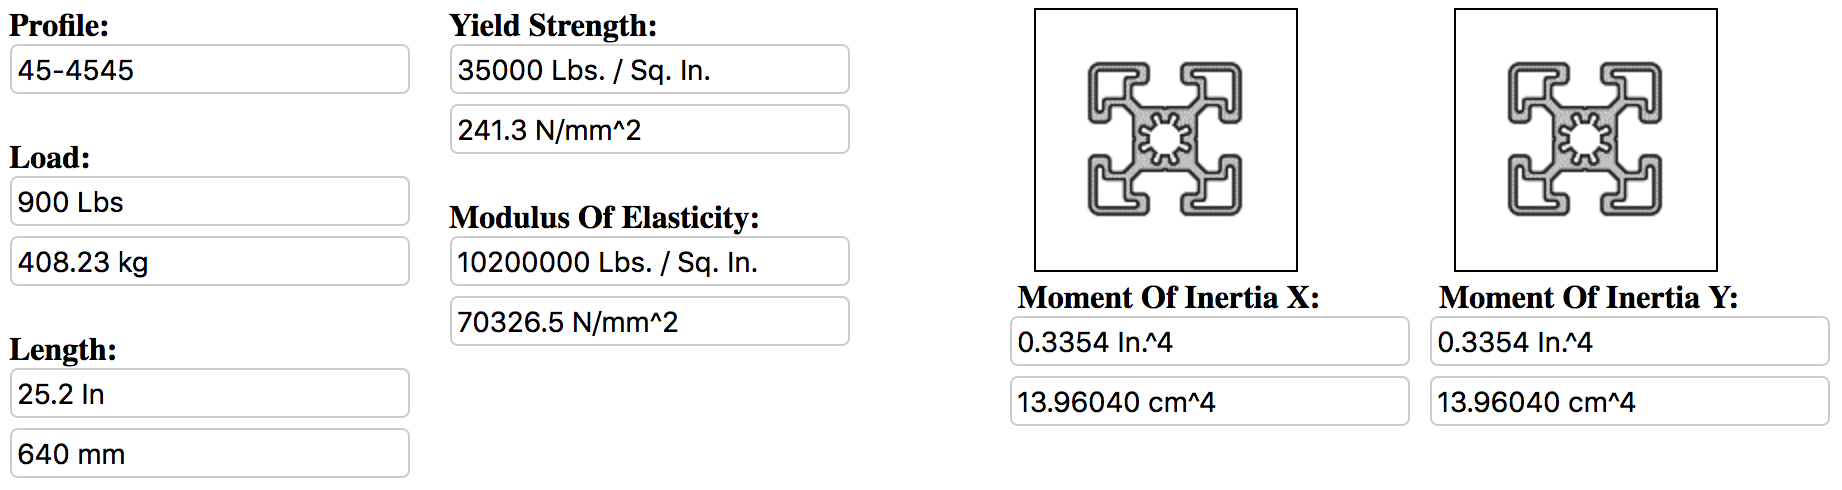 Profile:
45-4545
Load:
900 Lbs
408.23 kg
Length:
25.2 In
640 mm
Yield Strength:
35000 Lbs. / Sq. In.
241.3 N/mm^2
Modulus Of Elasticity:
10200000 Lbs. / Sq. In.
70326.5 N/mm^2
Moment Of Inertia X:
0.3354 In.^4
13.96040 cm^4
Moment Of Inertia Y:
0.3354 In.^4
13.96040 cm^4